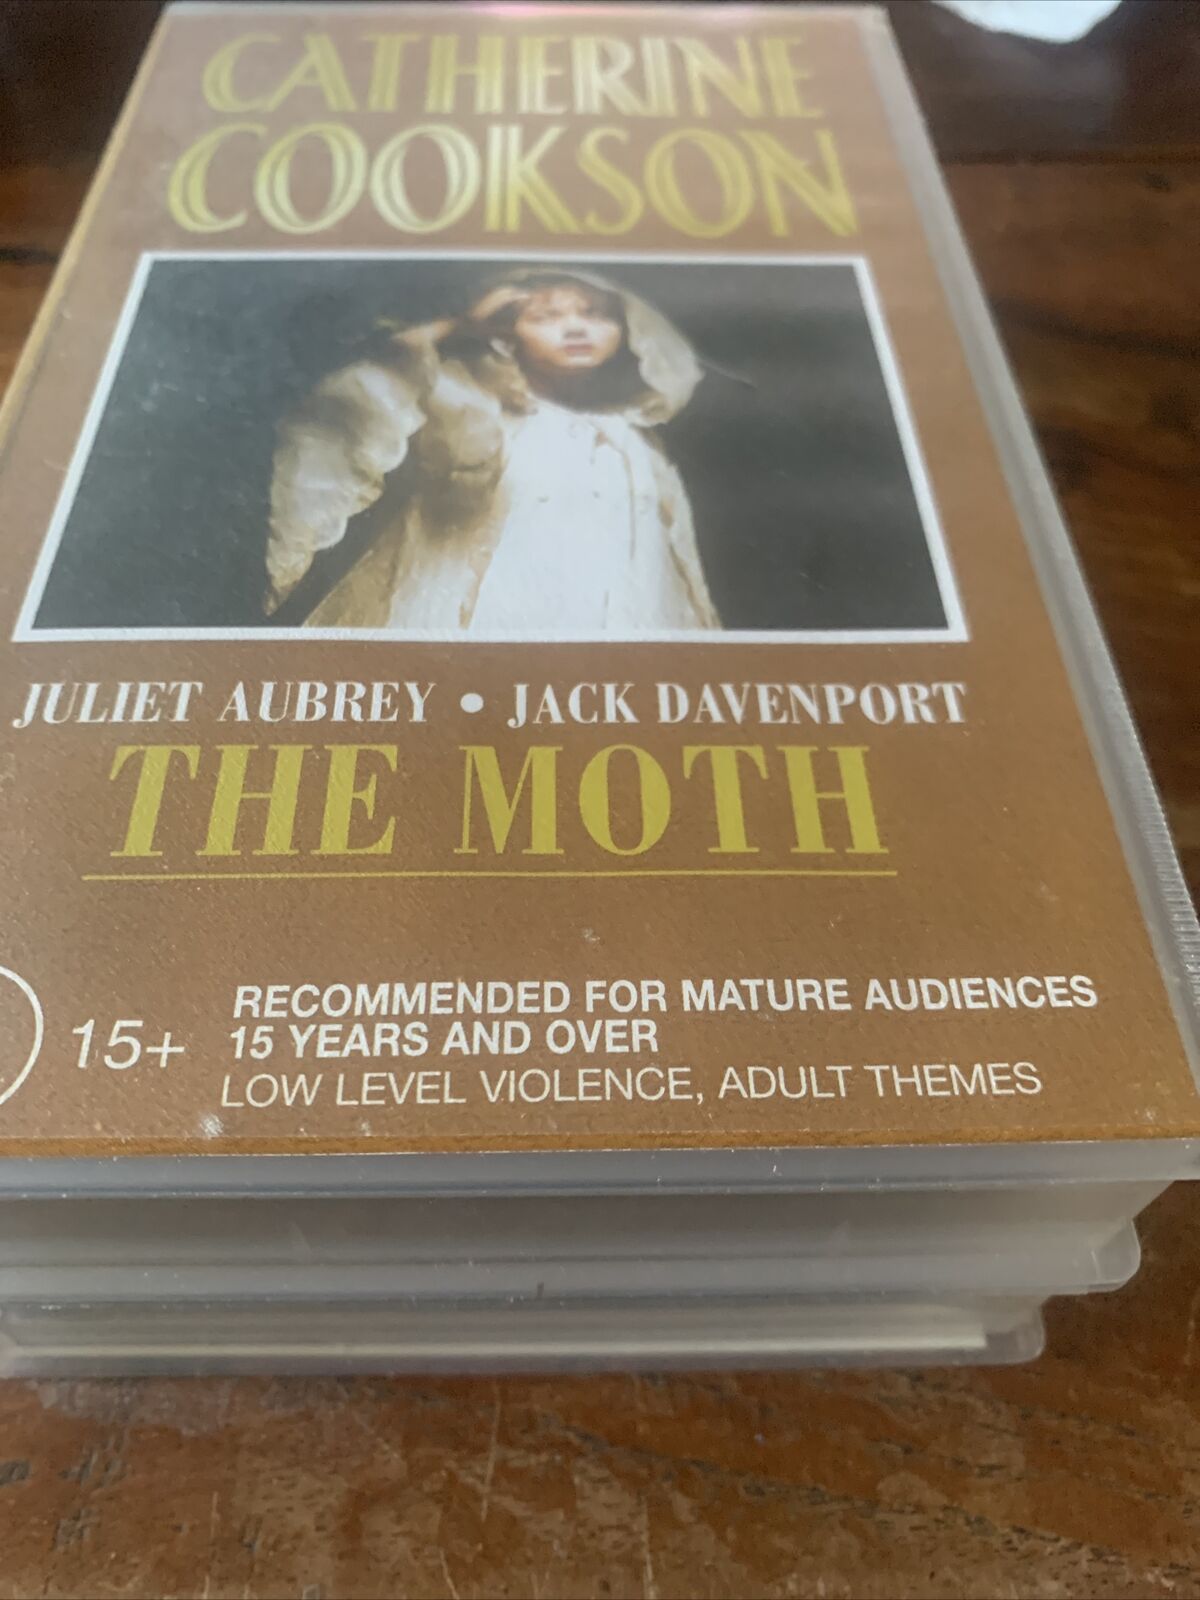 CATHERINE
COOKSON
JULIET AUBREY • JACK DAVENPORT
THE MOTH
15+
RECOMMENDED FOR MATURE AUDIENCES
15 YEARS AND OVER
LOW LEVEL VIOLENCE, ADULT THEMES